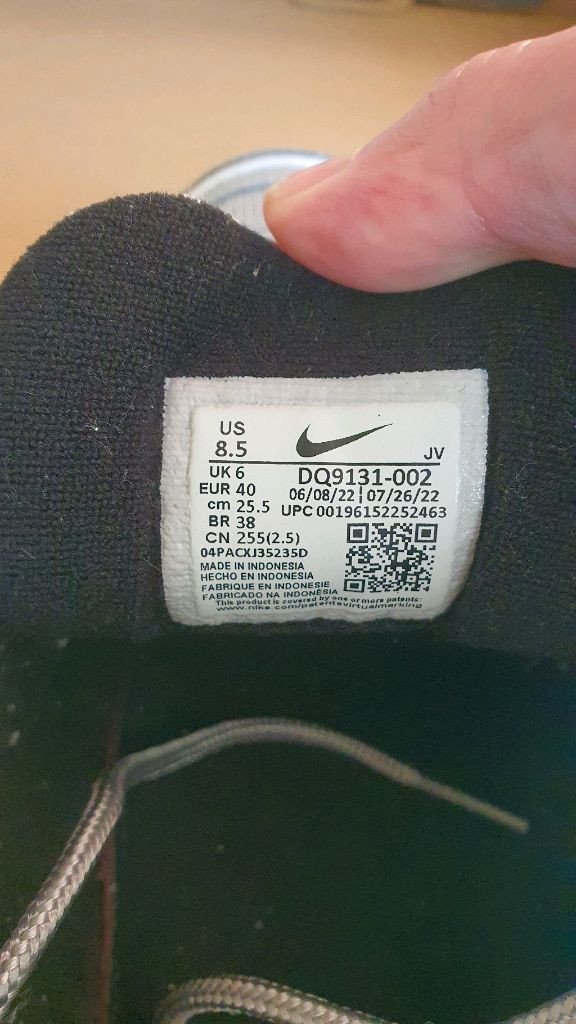 US
8.5
JV
UK 6
DQ9131-002
EUR 40
06/08/22 | 07/26/22
cm 25.5
UPC 00196152252463
BR 38
CN 255(2.5)
04PACXJ35235D
MADE IN INDONESIA
HECHO EN INDONESIA
FABRIQUE EN INDONESIE
FABRICADO NA INDONÉSIA
This product is covered by one or more patents:
www.nike.com/patentsvirtualmarking